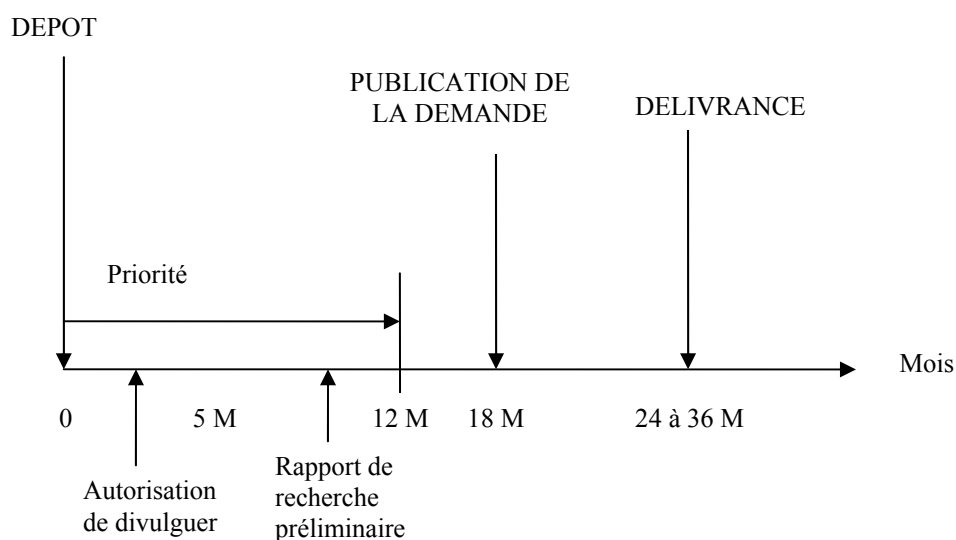 DEPOT
PUBLICATION DE
LA DEMANDE
DELIVRANCE
Priorité
Mois
0
5 M
12 M
18 M
24 à 36 M
Autorisation
de divulguer
Rapport de
recherche
préliminaire